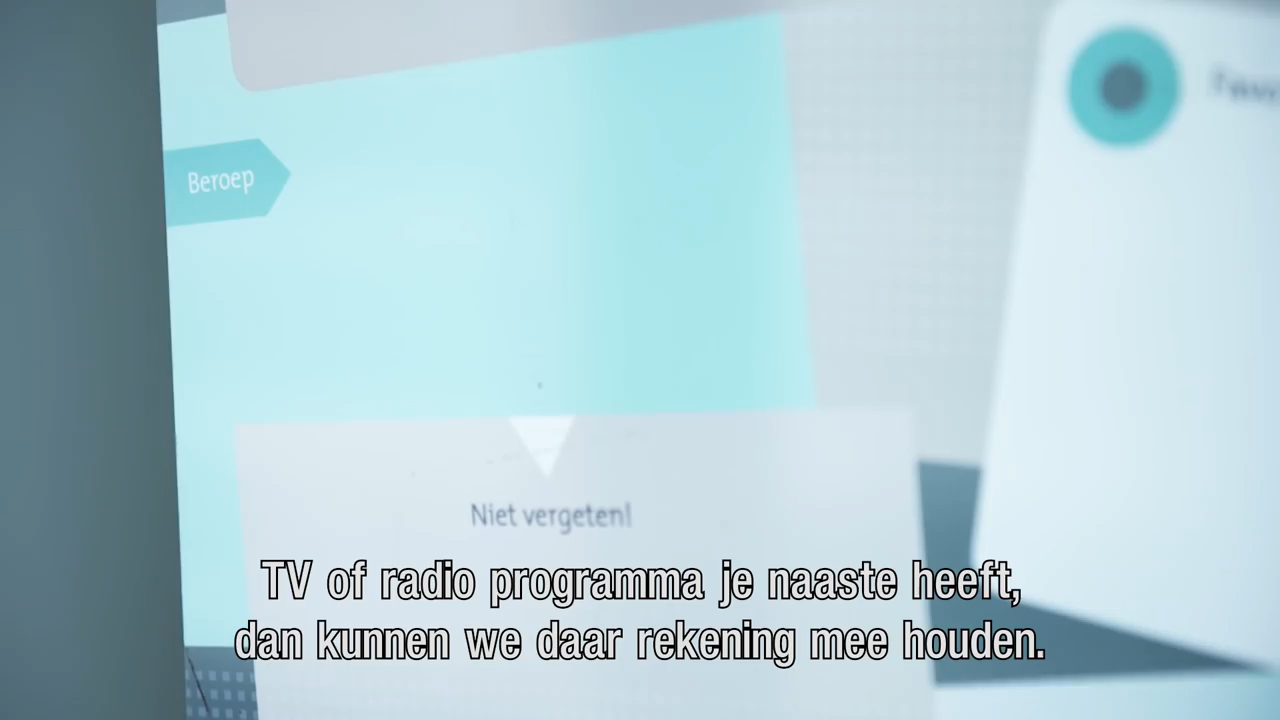 Beroep
Niet vergeten!
TV of radio programma je naaste heeft,
dan kunnen we daar rekening mee houden.